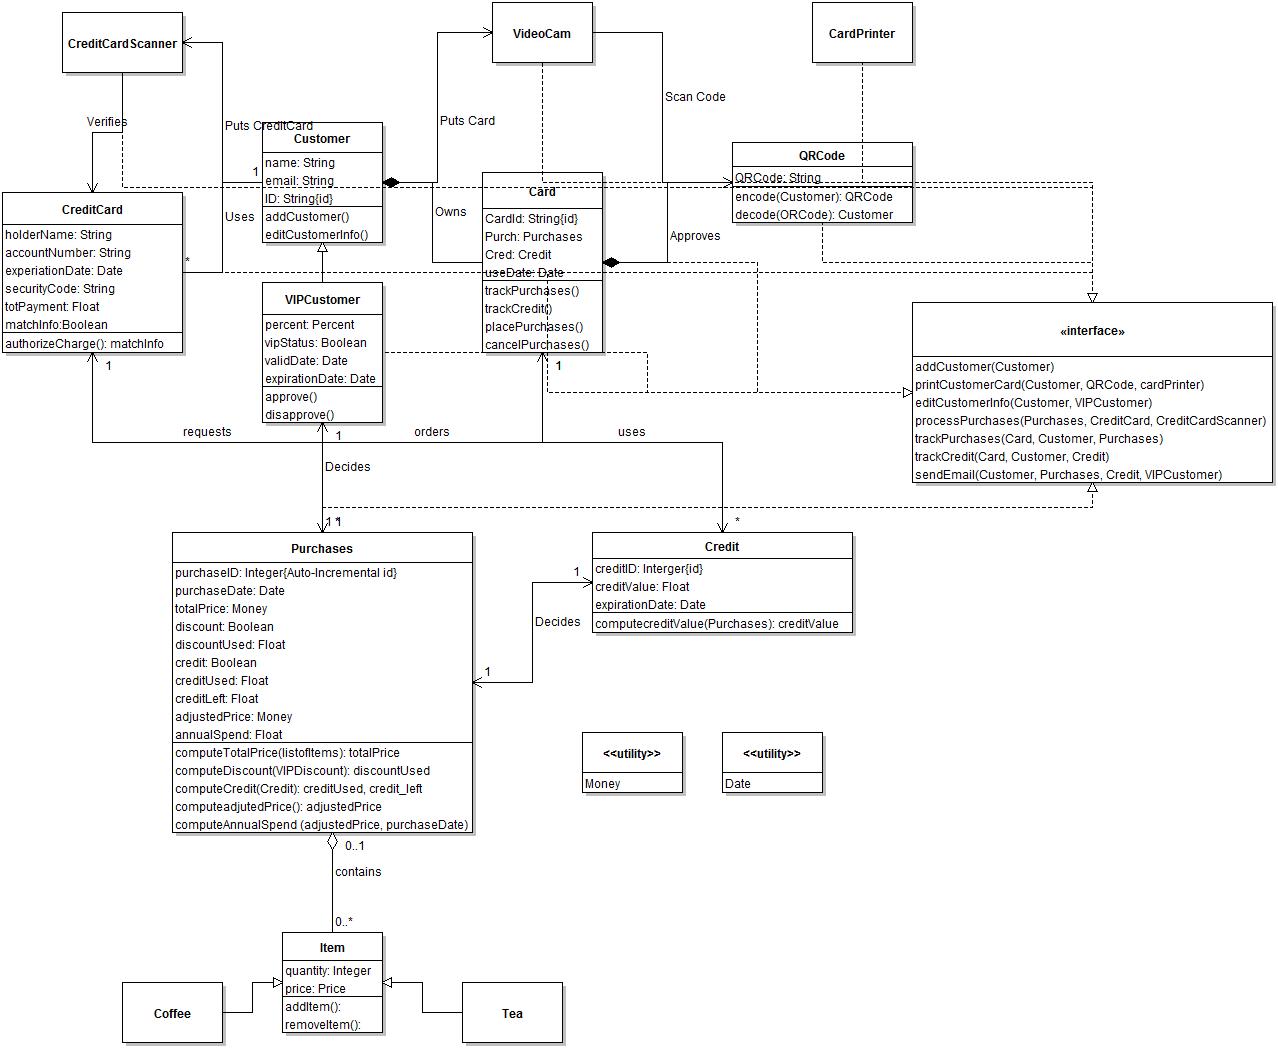 CreditCardScanner
VideoCam
CardPrinter
Verifies
Puts CreditCard
Puts Card
Scan Code
Customer
name: String
email: String
ID: String{id}
addCustomer()
editCustomerInfo()
1
Uses
*
Owns
Card
CardId: String{id}
Purch: Purchases
Cred: Credit
useDate: Date
trackPurchases()
trackCredit()
placePurchases()
cancelPurchases()
QRCode
QRCode: String
encode(Customer): QRCode
decode(QRCode): Customer
Approves
CreditCard
holderName: String
accountNumber: String
experiationDate: Date
securityCode: String
totPayment: Float
matchInfo:Boolean
authorizeCharge(): matchInfo
VIPCustomer
percent: Percent
vipStatus: Boolean
validDate: Date
expirationDate: Date
approve()
disapprove()
«interface»
addCustomer(Customer)
printCustomerCard(Customer, QRCode, cardPrinter)
editCustomerInfo(Customer, VIPCustomer)
processPurchases(Purchases, CreditCard, CreditCardScanner)
trackPurchases(Card, Customer, Purchases)
trackCredit(Card, Customer, Credit)
sendEmail(Customer, Purchases, Credit, VIPCustomer)
1
1
requests
1
orders
uses
Decides
1
*
1
*
Purchases
purchaseID: Integer{Auto-Incremental id}
purchaseDate: Date
totalPrice: Money
discount: Boolean
discountUsed: Float
credit: Boolean
creditUsed: Float
creditLeft: Float
adjustedPrice: Money
annualSpend: Float
computeTotalPrice(listofItems): totalPrice
computeDiscount(VIPDiscount): discountUsed
computeCredit(Credit): creditUsed, credit_left
computeadjutedPrice(): adjustedPrice
computeAnnualSpend (adjustedPrice, purchaseDate)
Credit
creditID: Interger{id}
creditValue: Float
expirationDate: Date
computecreditValue(Purchases): creditValue
1
Decides
1
<<utility>>
Money
<<utility>>
Date
0..1
contains
0..*
Item
quantity: Integer
price: Price
addItem():
removeItem():
Coffee
Tea